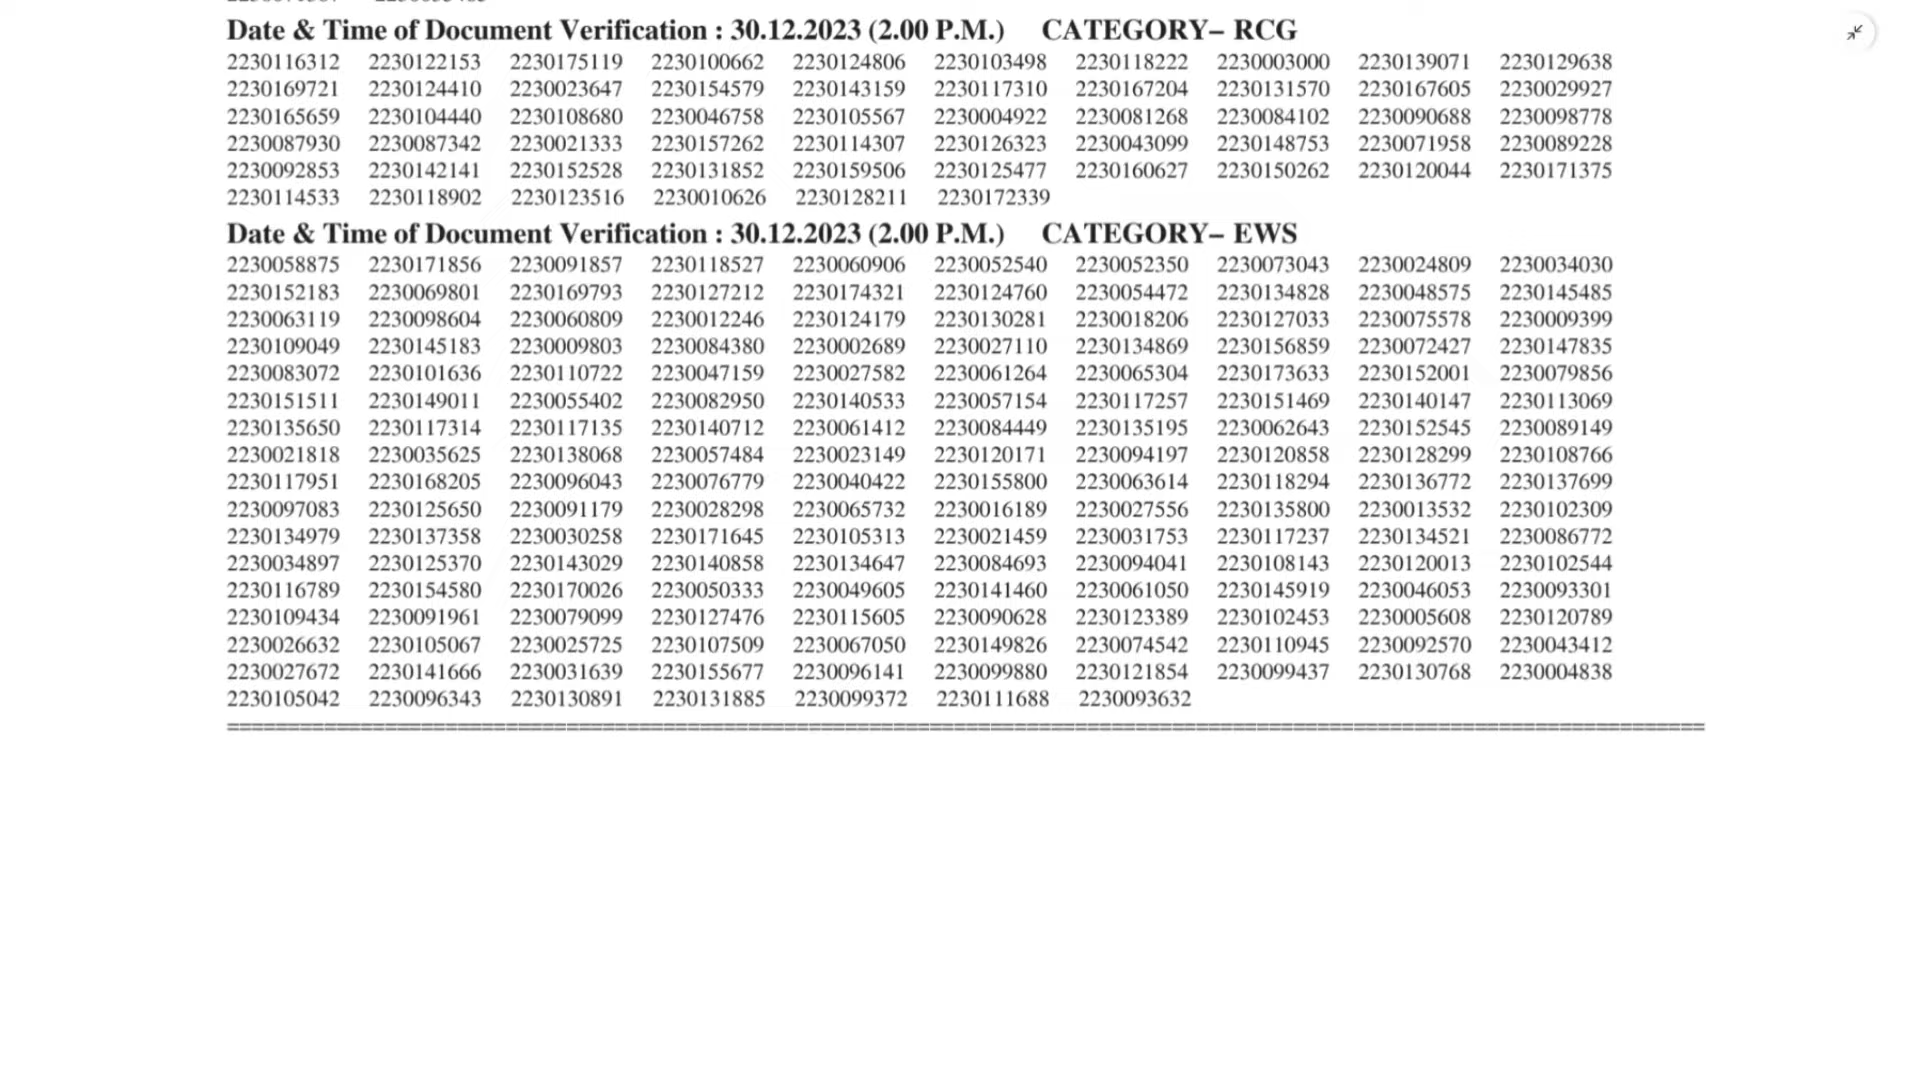 Date & Time of Document Verification : 30.12.2023 (2.00 P.M.) CATEGORY– RCG
2230116312 2230122153 2230175119 2230100662 2230124806 2230103498 2230118222 2230003000 2230139071 2230129638
2230169721 2230124410 2230023647 2230154579 2230143159 2230117310 2230167204 2230131570 2230167605 2230029927
2230165659 2230104440 2230108680 2230046758 2230105567 2230004922 2230081268 2230084102 2230090688 2230098778
2230087930 2230087342 2230021333 2230157262 2230114307 2230126323 2230043099 2230148753 2230071958 2230089228
2230092853 2230142141 2230152528 2230131852 2230159506 2230125477 2230160627 2230150262 2230120044 2230171375
2230114533 2230118902 2230123516 2230010626 2230128211 2230172339
Date & Time of Document Verification : 30.12.2023 (2.00 P.M.) CATEGORY– EWS
2230058875 2230171856 2230091857 2230118527 2230060906 2230052540 2230052350 2230073043 2230024809 2230034030
2230152183 2230069801 2230169793 2230127212 2230174321 2230124760 2230054472 2230134828 2230048575 2230145485
2230063119 2230098604 2230060809 2230012246 2230124179 2230130281 2230018206 2230127033 2230075578 2230009399
2230109049 2230145183 2230009803 2230084380 2230002689 2230027110 2230134869 2230156859 2230072427 2230147835
2230083072 2230101636 2230110722 2230047159 2230027582 2230061264 2230065304 2230173633 2230152001 2230079856
2230151511 2230149011 2230055402 2230082950 2230140533 2230057154 2230117257 2230151469 2230140147 2230113069
2230135650 2230117314 2230117135 2230140712 2230061412 2230084449 2230135195 2230062643 2230152545 2230089149
2230021818 2230035625 2230138068 2230057484 2230023149 2230120171 2230094197 2230120858 2230128299 2230108766
2230117951 2230168205 2230096043 2230076779 2230040422 2230155800 2230063614 2230118294 2230136772 2230137699
2230097083 2230125650 2230091179 2230028298 2230065732 2230016189 2230027556 2230135800 2230013532 2230102309
2230134979 2230137358 2230030258 2230171645 2230105313 2230021459 2230031753 2230117237 2230134521 2230086772
2230034897 2230125370 2230143029 2230140858 2230134647 2230084693 2230094041 2230108143 2230120013 2230102544
2230116789 2230154580 2230170026 2230050333 2230049605 2230141460 2230061050 2230145919 2230046053 2230093301
2230109434 2230091961 2230079099 2230127476 2230115605 2230090628 2230123389 2230102453 2230005608 2230120789
2230026632 2230105067 2230025725 2230107509 2230067050 2230149826 2230074542 2230110945 2230092570 2230043412
2230027672 2230141666 2230031639 2230155677 2230096141 2230099880 2230121854 2230099437 2230130768 2230004838
2230105042 2230096343 2230130891 2230131885 2230099372 2230111688 2230093632